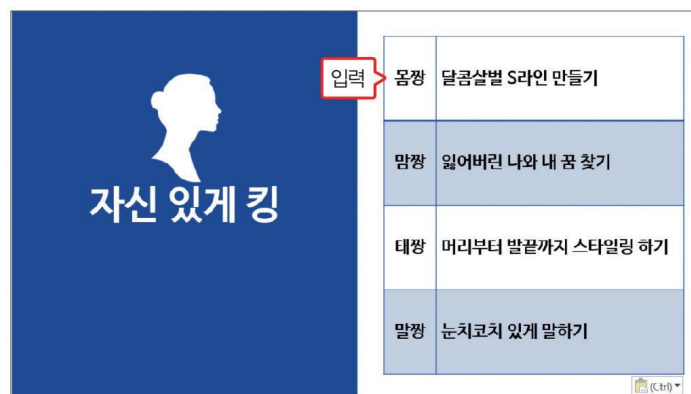 자신 있게 킹
입력
몸짱 달콤살벌 S라인 만들기
맘짱 잃어버린 나와 내 꿈 찾기
태짱 머리부터 발끝까지 스타일링 하기
말짱 눈치코치 있게 말하기
(Ctrl)